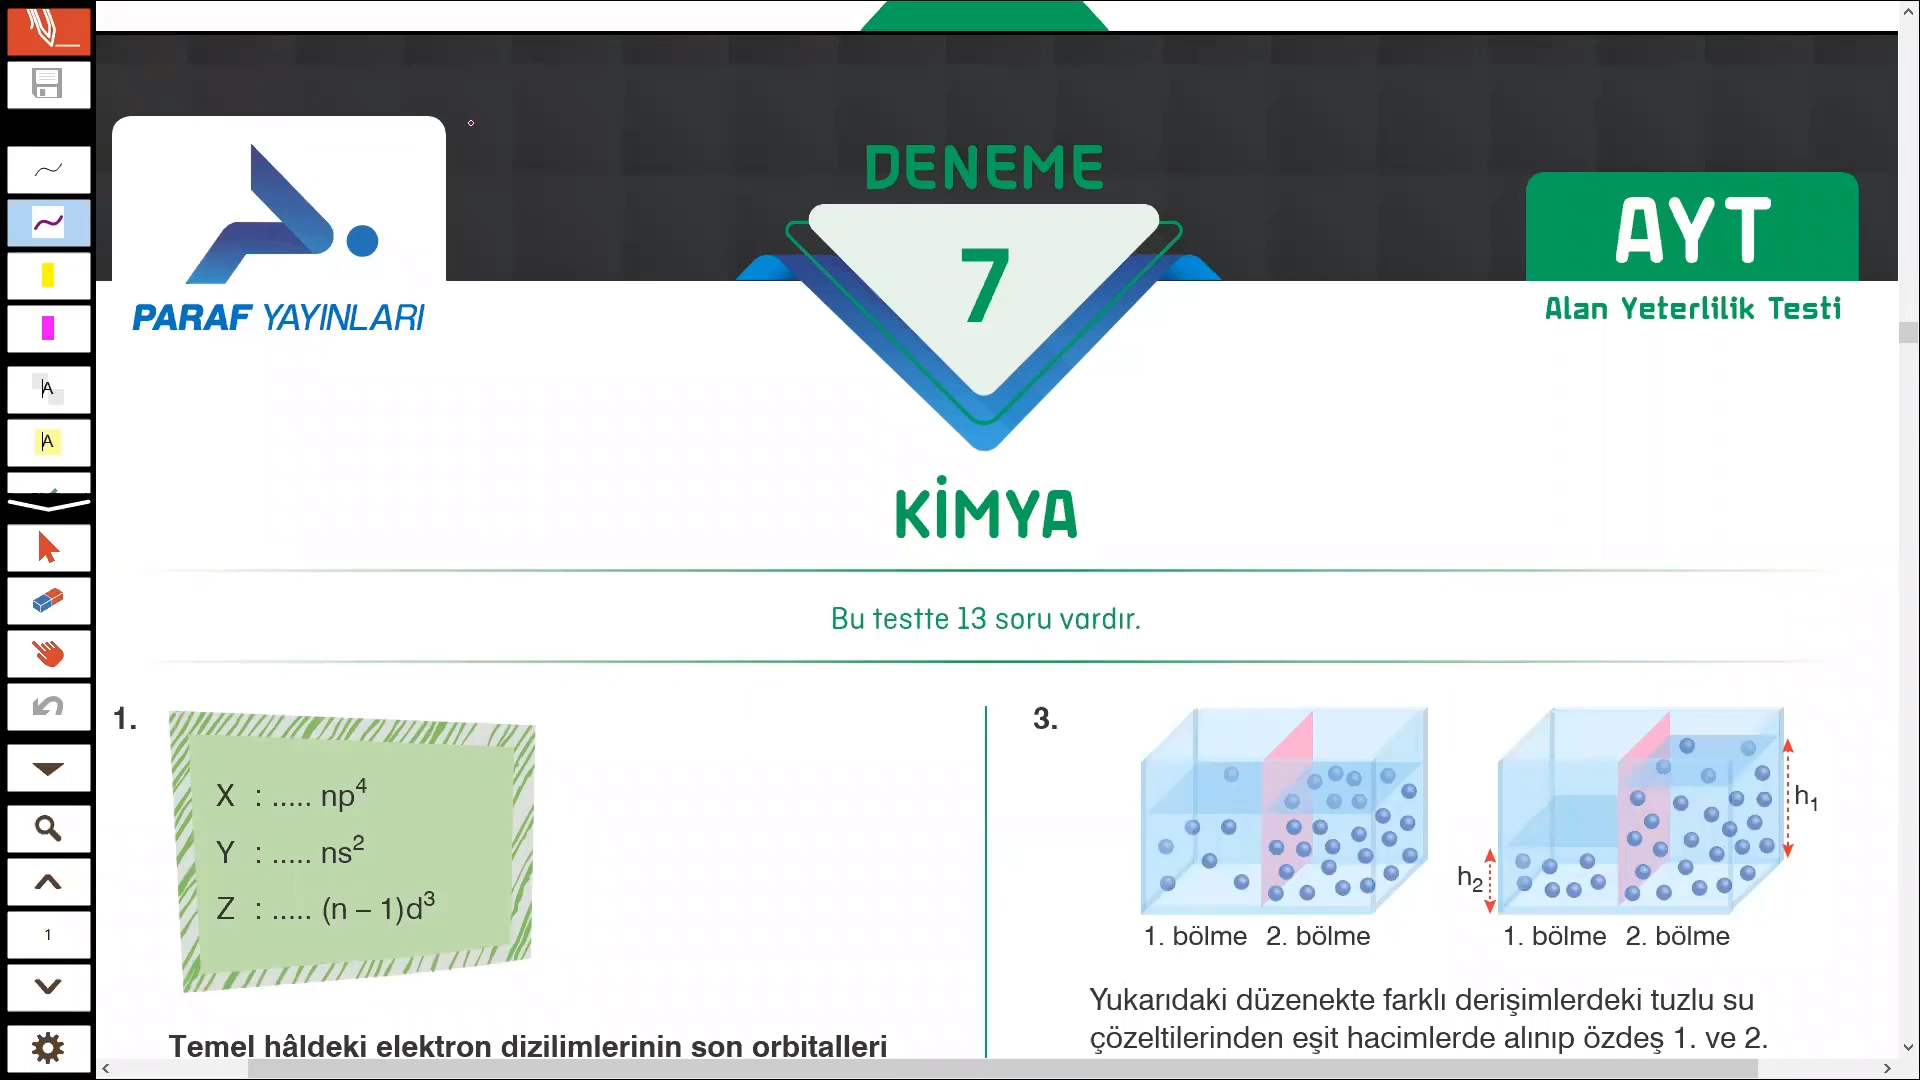 DENEME
7
AYT
Alan Yeterlilik Testi
PARAF YAYINLARI
KİMYA
Bu testte 13 soru vardır.
1.
X : ..... np⁴
Y : ..... ns²
Z : ..... (n – 1)d³
Temel hâldeki elektron dizilimlerinin son orbitalleri
3.
h₁
h₂
1. bölme 2. bölme
1. bölme 2. bölme
Yukarıdaki düzenekte farklı derişimlerdeki tuzlu su
çözeltilerinden eşit hacimlerde alınıp özdeş 1. ve 2.
A
A
1